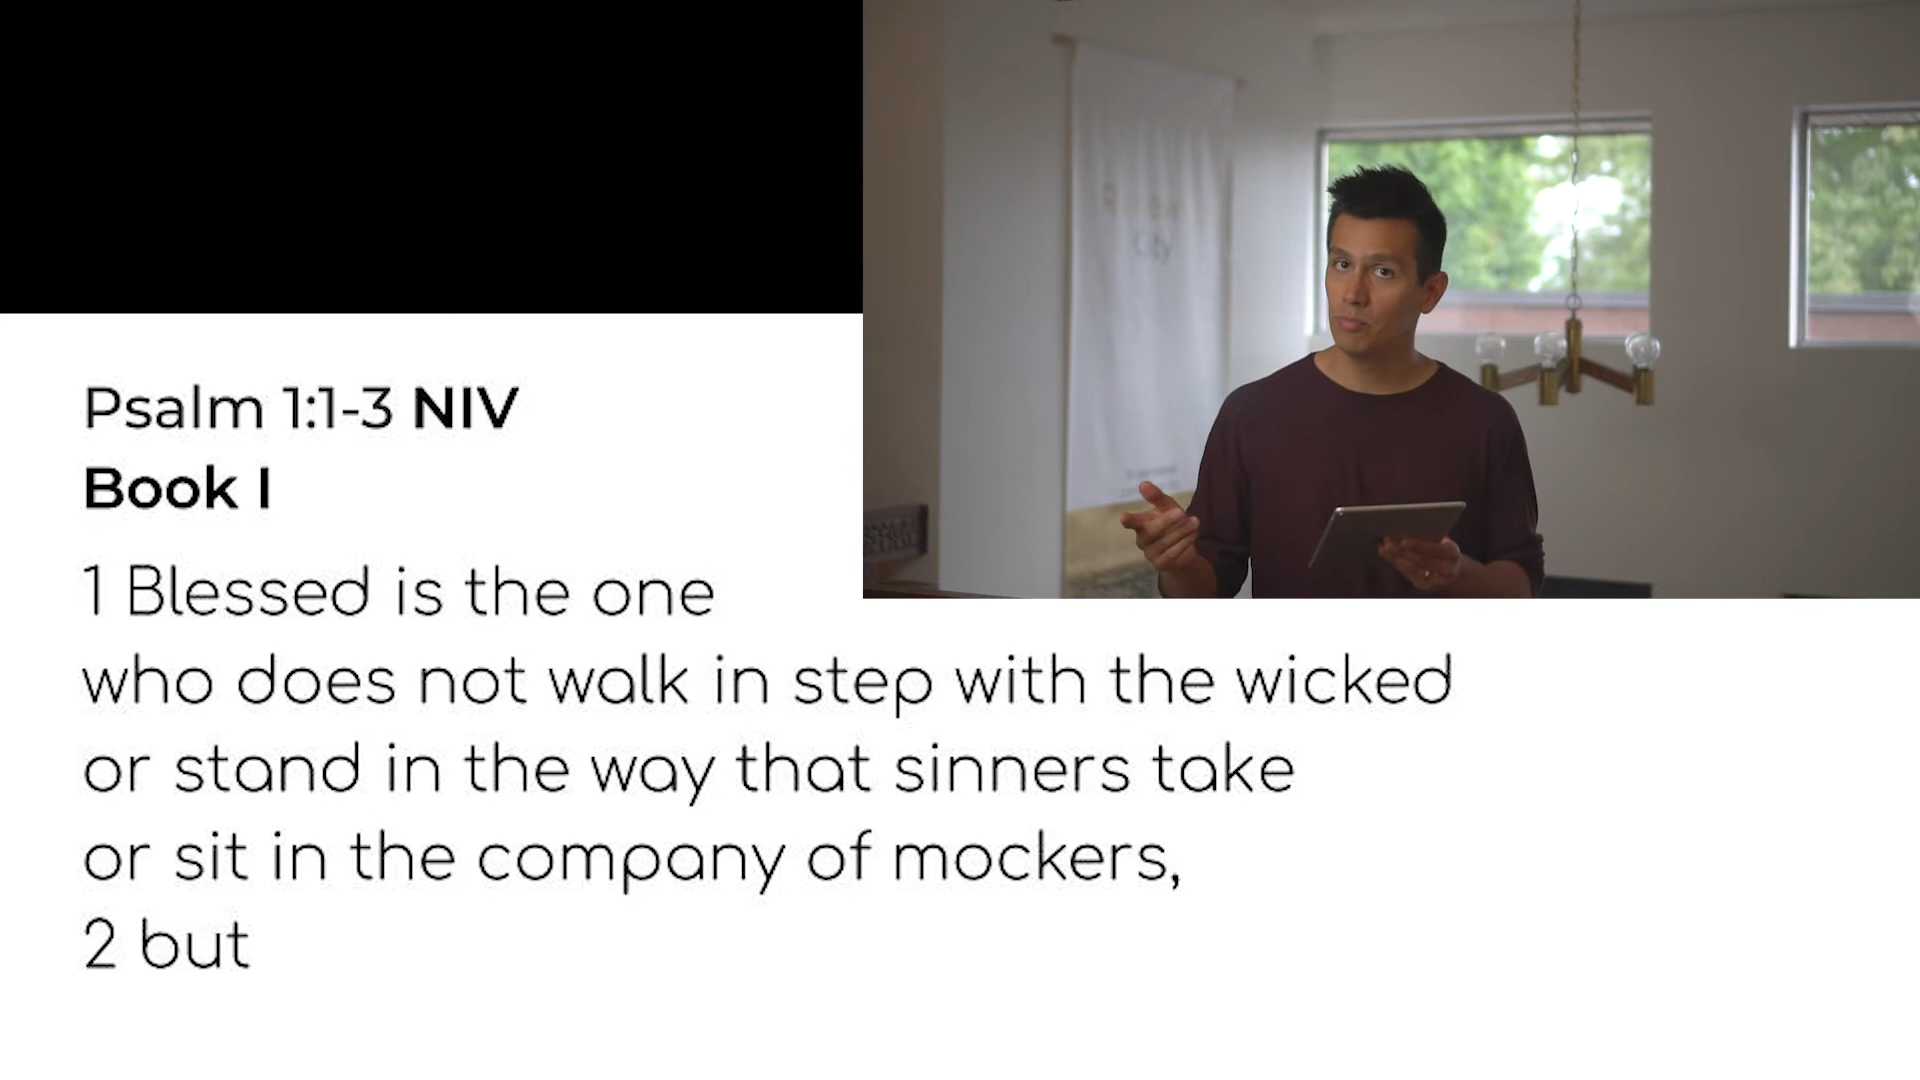 Psalm 1:1-3 NIV
Book I
1 Blessed is the one
who does not walk in step with the wicked
or stand in the way that sinners take
or sit in the company of mockers,
2 but